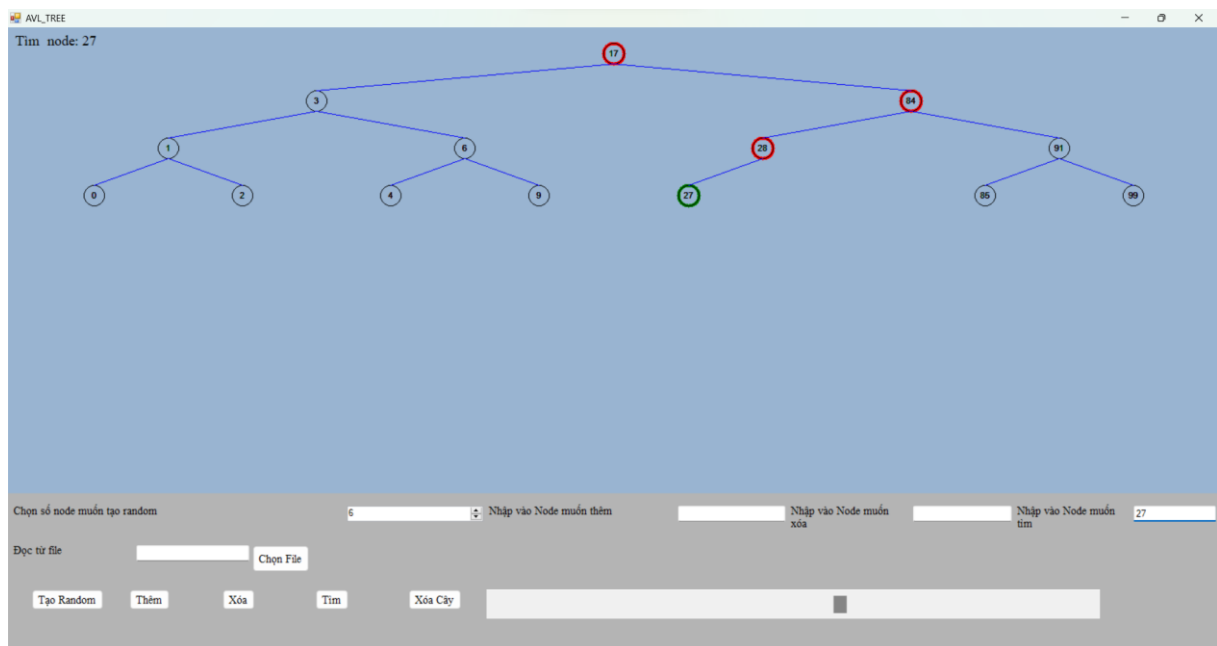 AVL_TREE
Tìm node: 27
17
3
84
1
6
28
91
0
2
4
9
27
85
99
Chọn số node muốn tạo random
6
Nhập vào Node muốn thêm
Nhập vào Node muốn
xóa
Nhập vào Node muốn
tìm
27
Đọc từ file
Chọn File
Tạo Random
Thêm
Xóa
Tìm
Xóa Cây